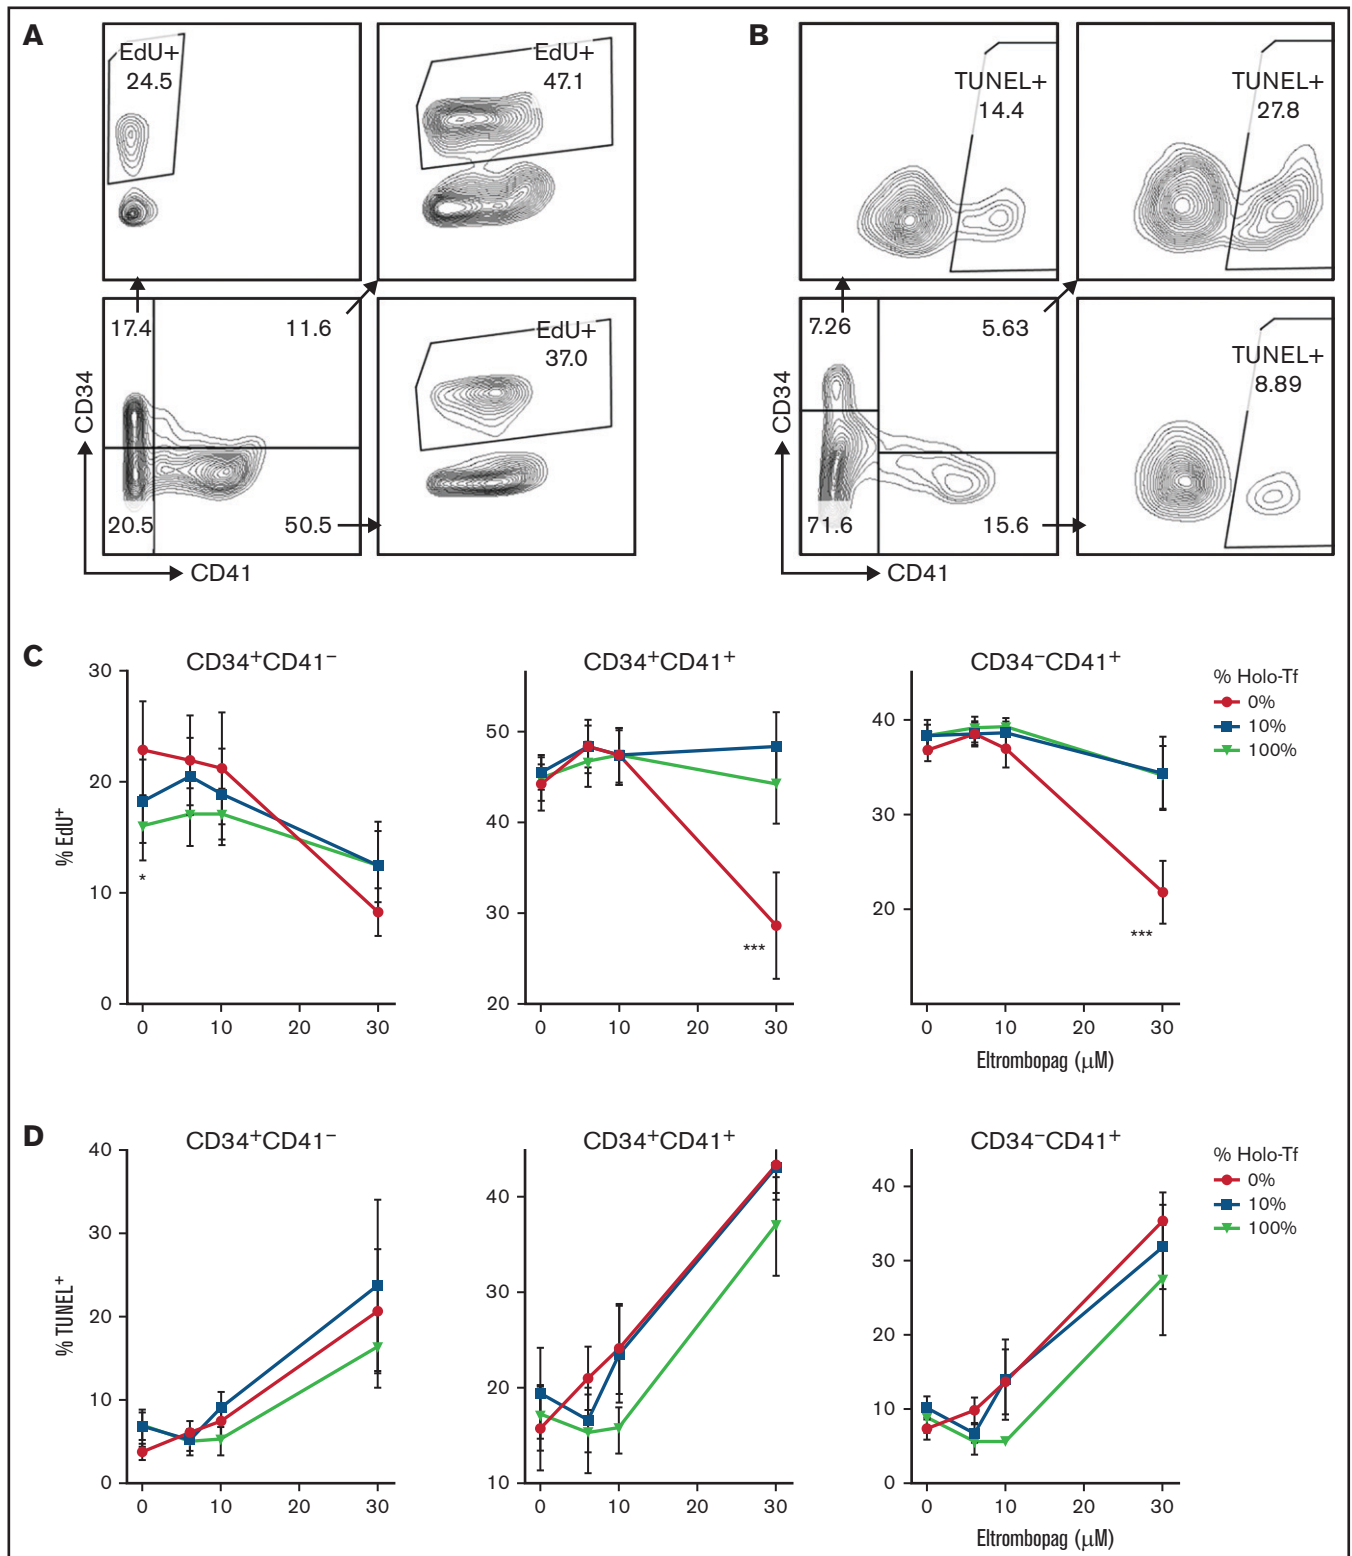 A
B
EdU+
24.5
EdU+
47.1
TUNEL+
14.4
TUNEL+
27.8
17.4
11.6
EdU+
37.0
20.5
50.5
CD34
CD41
7.26
5.63
TUNEL+
8.89
71.6
15.6
CD34
CD41
C
CD34+CD41−
CD34+CD41+
CD34−CD41+
% EdU+
30
20
10
0
*
0 10 20 30
50
40
30
20
***
0 10 20 30
40
30
20
***
0 10 20 30
Eltrombopag (μM)
% Holo-Tf
0%
10%
100%
D
CD34+CD41−
CD34+CD41+
CD34−CD41+
% TUNEL+
40
30
20
10
0
0 10 20 30
40
30
20
10
0 10 20 30
40
30
20
10
0
0 10 20 30
Eltrombopag (μM)
% Holo-Tf
0%
10%
100%